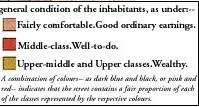 general condition of the inhabitants, as under:--
Fairly comfortable.Good ordinary earnings.
Middle-class.Well-to-do.
Upper-middle and Upper classes.Wealthy.
A combination of colours-- as dark blue and black, or pink and
red-- indicates that the street contains a fair proportion of each
of the classes represented by the respective colours.